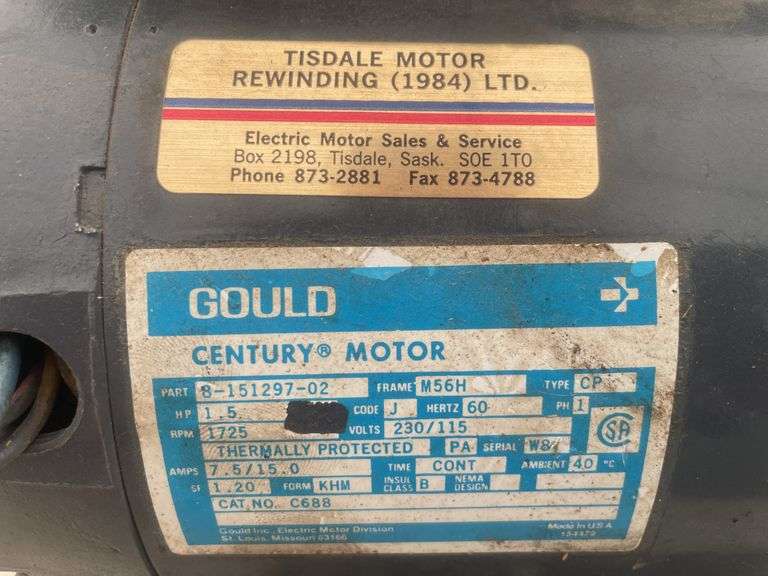 TISDALE MOTOR
REWINDING (1984) LTD.
Electric Motor Sales & Service
Box 2198, Tisdale, Sask. S0E 1T0
Phone 873-2881 Fax 873-4788
GOULD
CENTURY® MOTOR
PART 8-151297-02 FRAME M56H TYPE CP
HP 1.5 CODE J HERTZ 60 PH 1
RPM 1725 VOLTS 230/115 SA
THERMALLY PROTECTED PA SERIAL W87
AMPS 7.5/15.0 TIME CONT AMBIENT 40 °C
SF 1.20 FORM KHM INSUL CLASS B NEMA DESIGN
CAT.NO. C688
Gould Inc. Electric Motor Division Made in U.S.A.
St. Louis, Missouri 63166